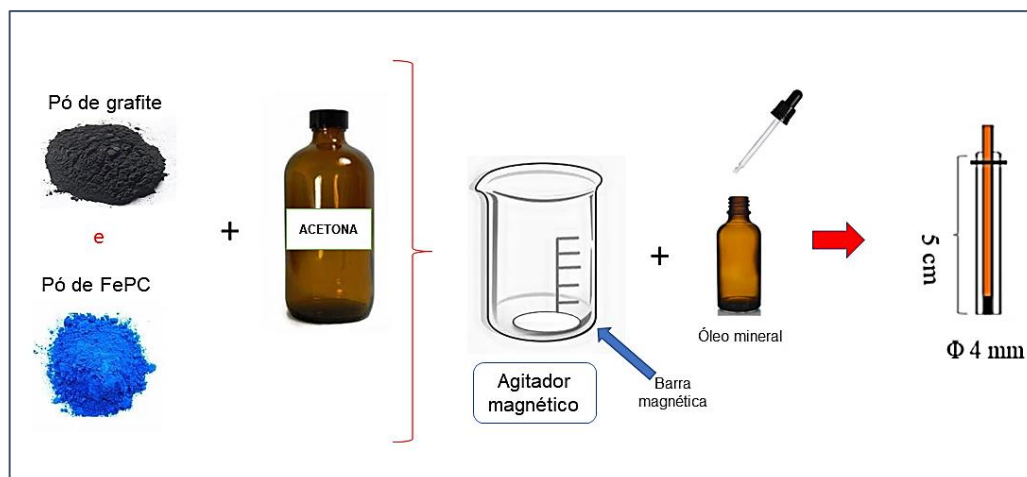 Pó de grafite
e
Pó de FePC
+
ACETONA
Agitador
magnético
Barra
magnética
+
Óleo mineral
5 cm
Φ 4 mm